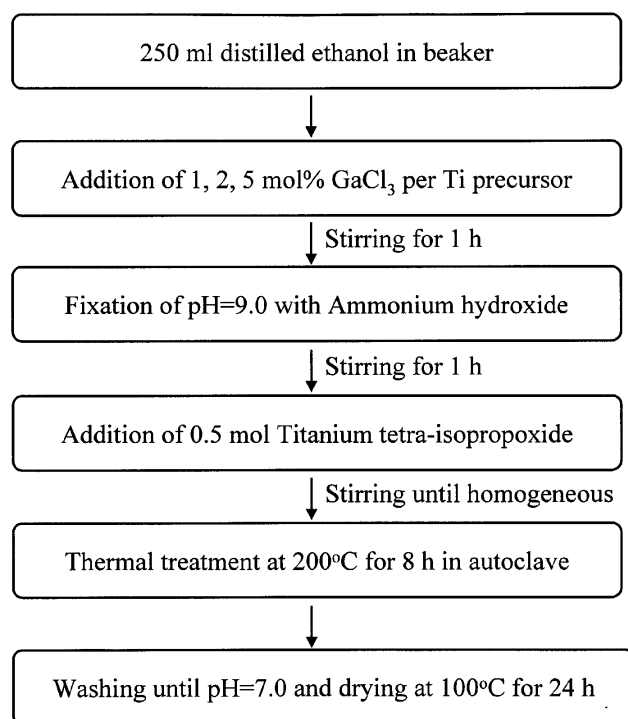 250 ml distilled ethanol in beaker
Addition of 1, 2, 5 mol% GaCl₃ per Ti precursor
Stirring for 1 h
Fixation of pH=9.0 with Ammonium hydroxide
Stirring for 1 h
Addition of 0.5 mol Titanium tetra-isopropoxide
Stirring until homogeneous
Thermal treatment at 200°C for 8 h in autoclave
Washing until pH=7.0 and drying at 100°C for 24 h